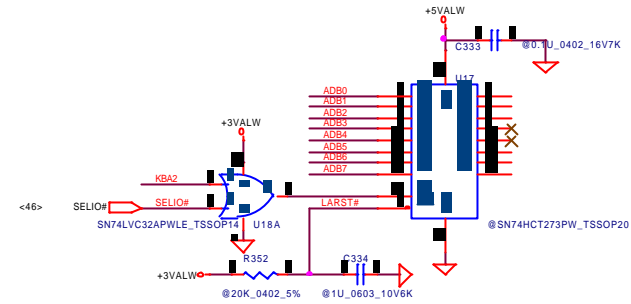 +5VALW
C333
@0.1U_0402_16V7K
U17
ADB0
ADB1
ADB2
ADB3
ADB4
ADB5
ADB6
ADB7
+3VALW
KBA2
<46>
SELIO#
SELIO#
LARST#
SN74LVC32APWLE_TSSOP14
U18A
@SN74HCT273PW_TSSOP20
R352
C334
+3VALW
@20K_0402_5%
@1U_0603_10V6K